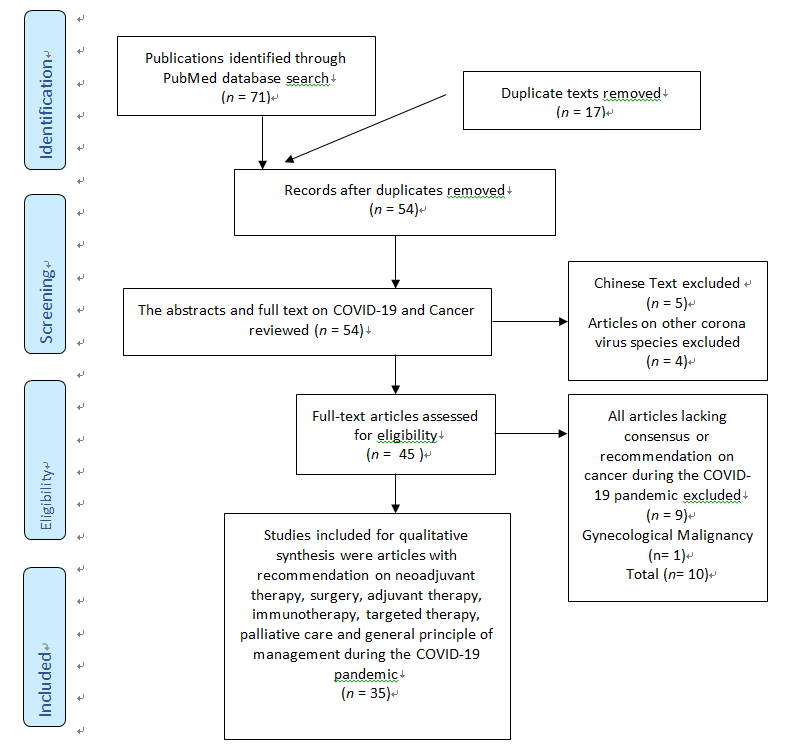 Identification
Publications identified through
PubMed database search
(n = 71)
Duplicate texts removed
(n = 17)
Records after duplicates removed
(n = 54)
Screening
The abstracts and full text on COVID-19 and Cancer
reviewed (n = 54)
Chinese Text excluded
(n = 5)
Articles on other corona
virus species excluded
(n = 4)
Eligibility
Full-text articles assessed
for eligibility
(n = 45 )
All articles lacking
consensus or
recommendation on
cancer during the COVID-
19 pandemic excluded
(n = 9)
Gynecological Malignancy
(n= 1)
Total (n= 10)
Included
Studies included for qualitative
synthesis were articles with
recommendation on neoadjuvant
therapy, surgery, adjuvant therapy,
immunotherapy, targeted therapy,
palliative care and general principle of
management during the COVID-19
pandemic
(n = 35)